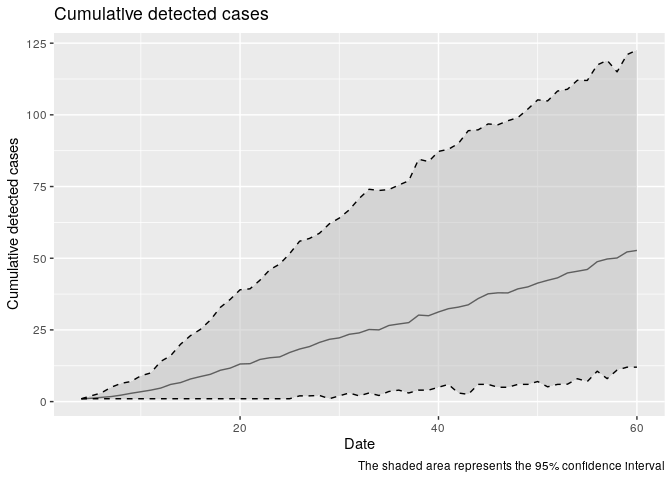 Cumulative detected cases
Cumulative detected cases
125
100
75
50
25
0
20
40
60
Date
The shaded area represents the 95% confidence interval